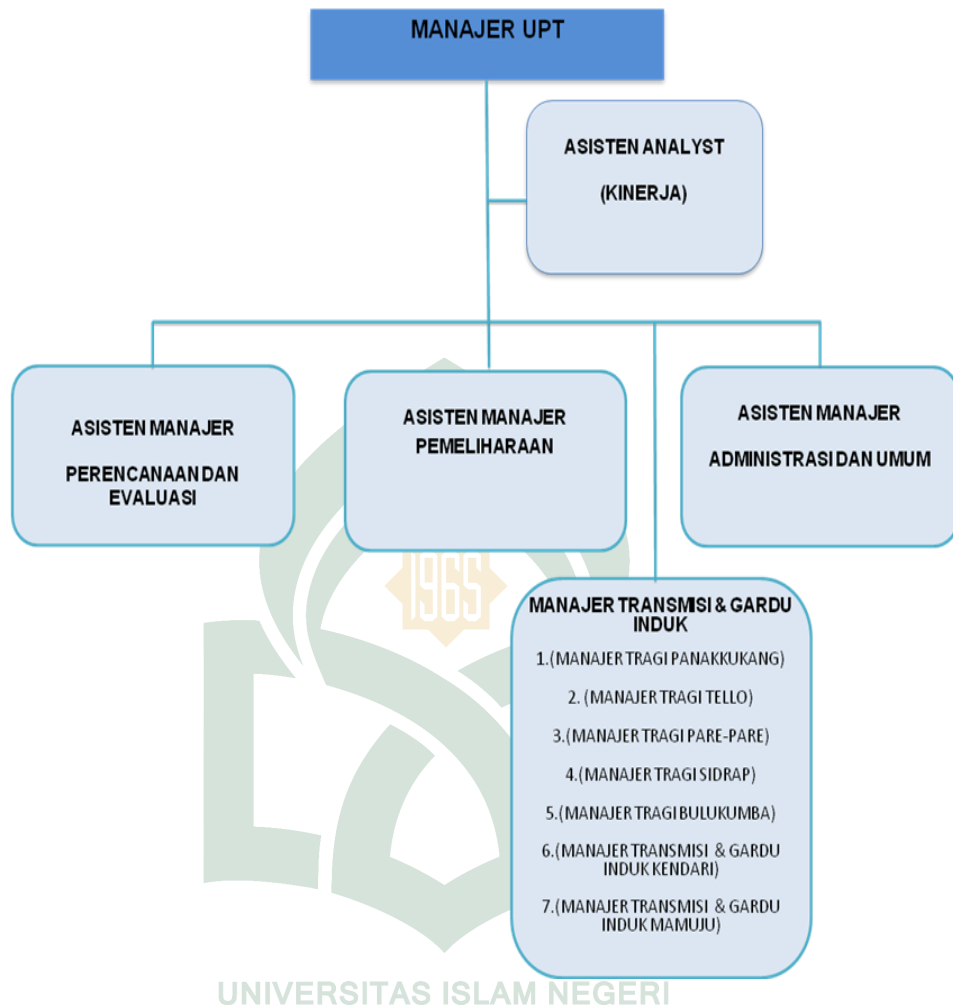 MANAJER UPT
ASISTEN ANALYST
(KINERJA)
ASISTEN MANAJER
PERENCANAAN DAN
EVALUASI
ASISTEN MANAJER
PEMELIHARAAN
ASISTEN MANAJER
ADMINISTRASI DAN UMUM
1965
MANAJER TRANSMISI & GARDU
INDUK
1.(MANAJER TRAGI PANAKKUKANG)
2. (MANAJER TRAGI TELLO)
3.(MANAJER TRAGI PARE-PARE)
4.(MANAJER TRAGI SIDRAP)
5.(MANAJER TRAGI BULUKUMBA)
6.(MANAJER TRANSMISI & GARDU
INDUK KENDARI)
7.(MANAJER TRANSMISI & GARDU
INDUK MAMUJU)
UNIVERSITAS ISLAM NEGERI